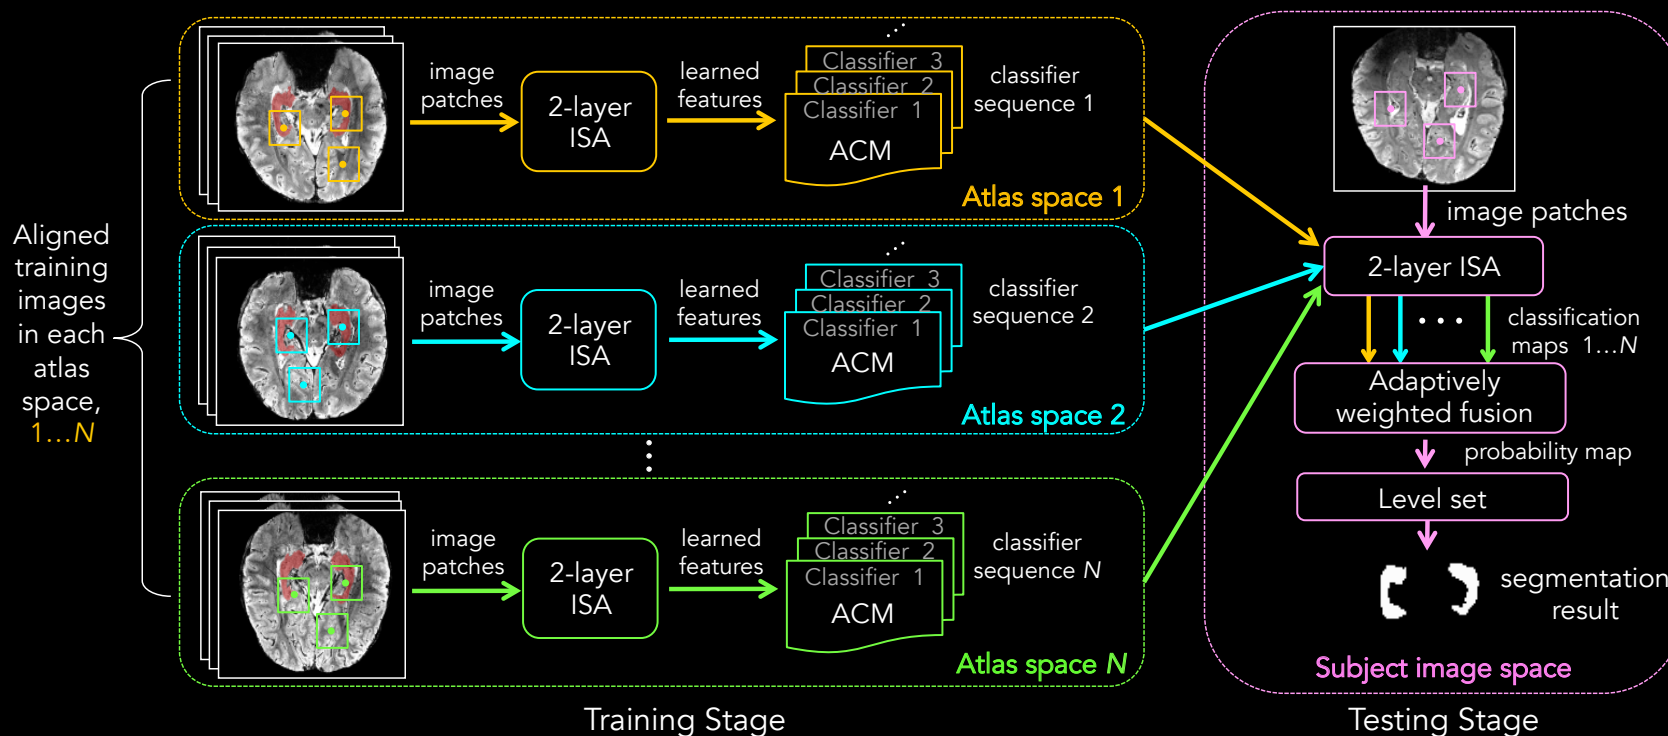 Aligned
training
images
in each
atlas
space,
1...N
image
patches
2-layer
ISA
learned
features
Classifier 3
Classifier 2
Classifier 1
ACM
classifier
sequence 1
Atlas space 1
image
patches
2-layer
ISA
learned
features
Classifier 3
Classifier 2
Classifier 1
ACM
classifier
sequence 2
Atlas space 2
image
patches
2-layer
ISA
learned
features
Classifier 3
Classifier 2
Classifier 1
ACM
classifier
sequence N
Atlas space N
Training Stage
image patches
2-layer ISA
classification
maps 1...N
Adaptively
weighted fusion
probability map
Level set
segmentation
result
Subject image space
Testing Stage